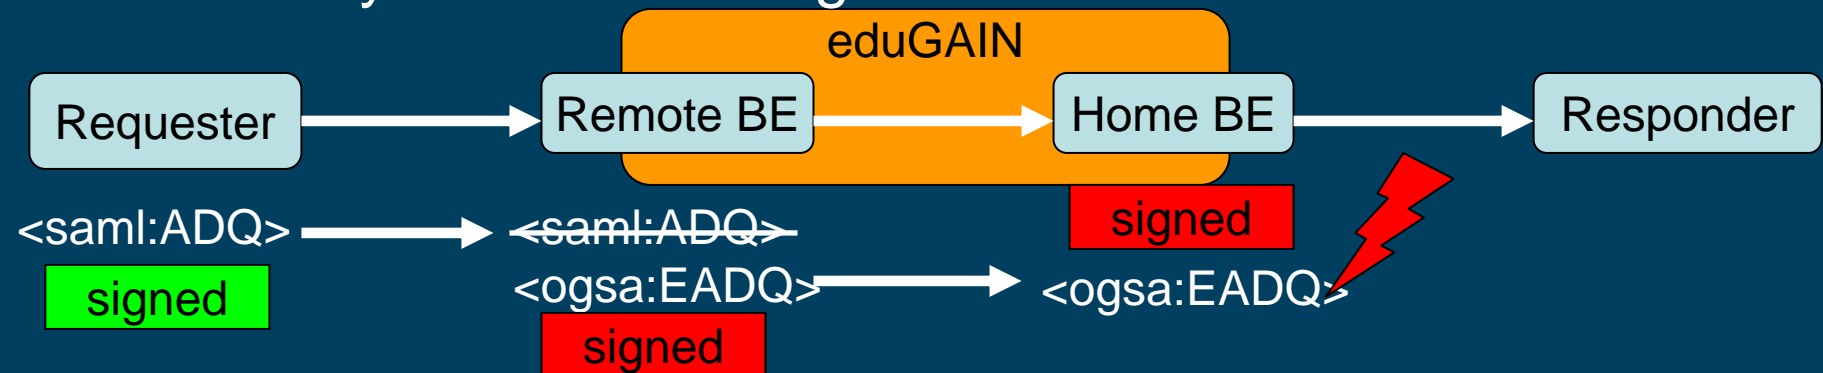 eduGAIN
Requester
Remote BE
Home BE
Responder
<saml:ADQ>
<saml:ADQ>
signed
signed
<ogsa:EADQ>
<ogsa:EADQ>
signed